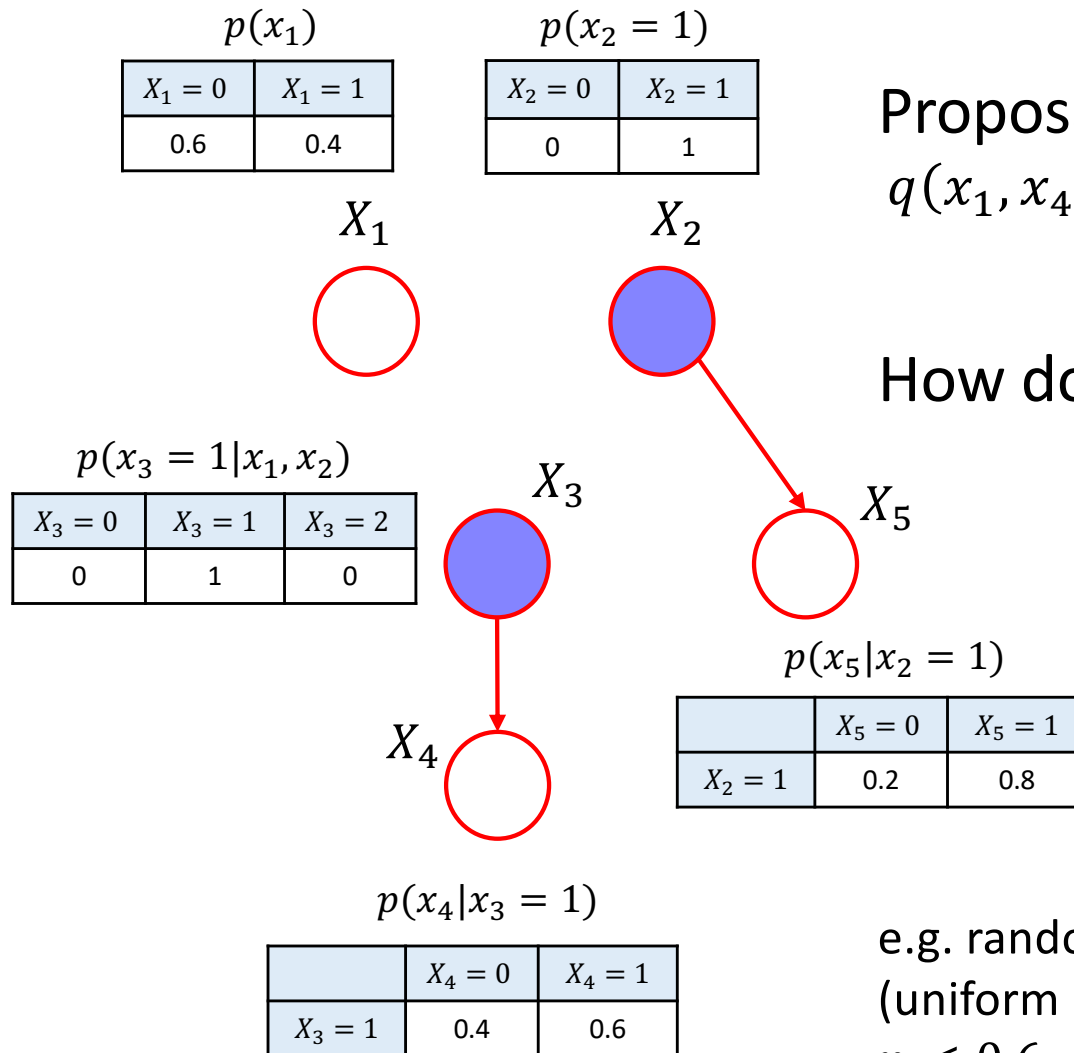 p(x₁)
X₁ = 0 X₁ = 1
0.6 0.4
p(x₂ = 1)
X₂ = 0 X₂ = 1
0 1
Propos
q(x₁, x₄
X₁
X₂
How do
p(x₃ = 1|x₁, x₂)
X₃ = 0 X₃ = 1 X₃ = 2
0 1 0
X₃
X₅
p(x₅|x₂ = 1)
X₅ = 0 X₅ = 1
X₂ = 1 0.2 0.8
X₄
p(x₄|x₃ = 1)
X₄ = 0 X₄ = 1
X₃ = 1 0.4 0.6
e.g. rando
(uniform